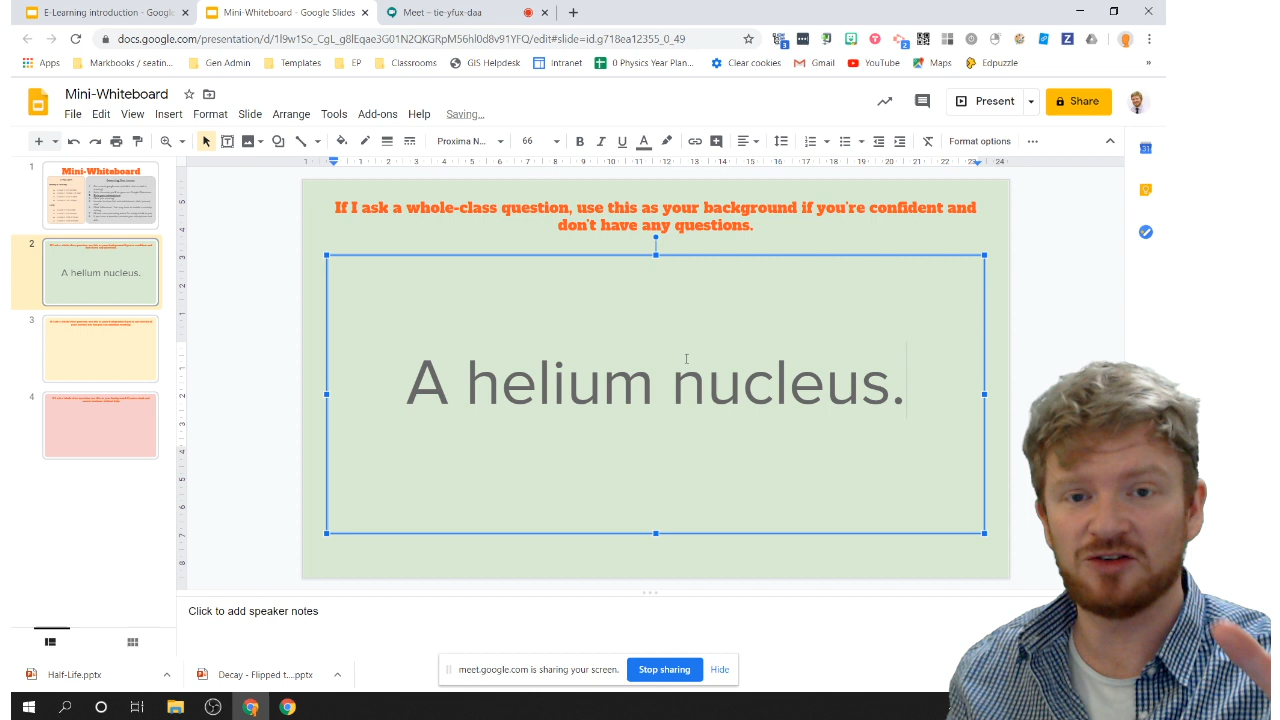 E-Learning introduction - Google
Mini-Whiteboard - Google Slides
Meet – tie-yfux-daa
docs.google.com/presentation/d/1l9w1So_CgL_g8lEqae3G01N2QKGRpM56hl0d8v91YFQ/edit#slide=id.g718ea12355_0_49
Apps
Markbooks / seatin...
Gen Admin
Templates
EP
Classrooms
GIS Helpdesk
Intranet
0 Physics Year Plan...
Clear cookies
Gmail
YouTube
Maps
Edpuzzle
»
Mini-Whiteboard
Present
Share
File Edit View Insert Format Slide Arrange Tools Add-ons Help Saving...
Proxima N...
66
B I U A
Format options
1
Mini-Whiteboard
2
A helium nucleus.
3
4
If I ask a whole-class question, use this as your background if you're confident and
don't have any questions.
A helium nucleus.
Click to add speaker notes
Half-Life.pptx
Decay - Flipped t....pptx
meet.google.com is sharing your screen.
Stop sharing
Hide